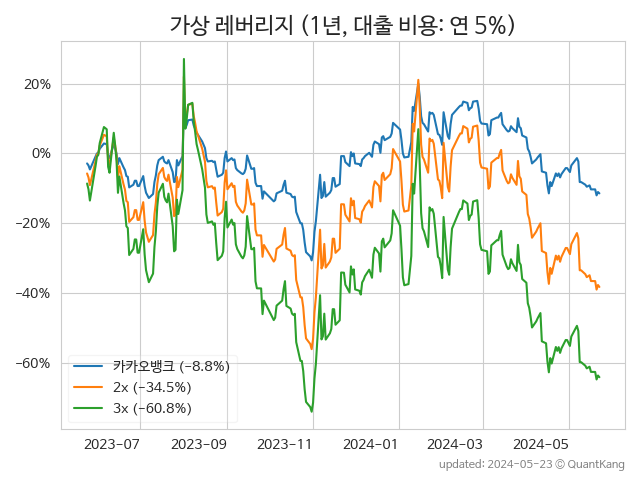 가상 레버리지 (1년, 대출 비용: 연 5%)
20%
0%
−20%
−40%
−60%
카카오뱅크 (−8.8%)
2x (−34.5%)
3x (−60.8%)
2023−07 2023−09 2023−11 2024−01 2024−03 2024−05
updated: 2024−05−23 © QuantKang